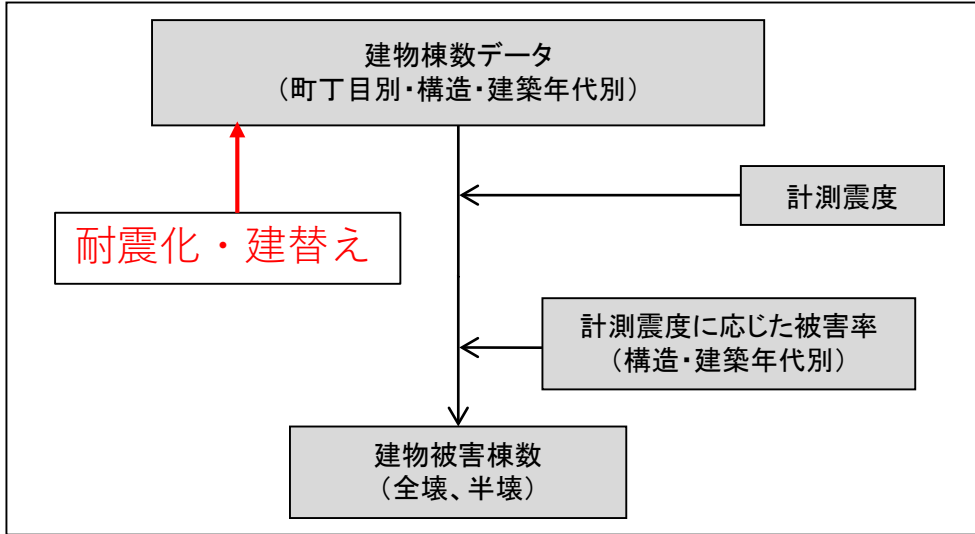 建物棟数データ
（町丁目別・構造・建築年代別）
計測震度
耐震化・建替え
計測震度に応じた被害率
（構造・建築年代別）
建物被害棟数
（全壊、半壊）